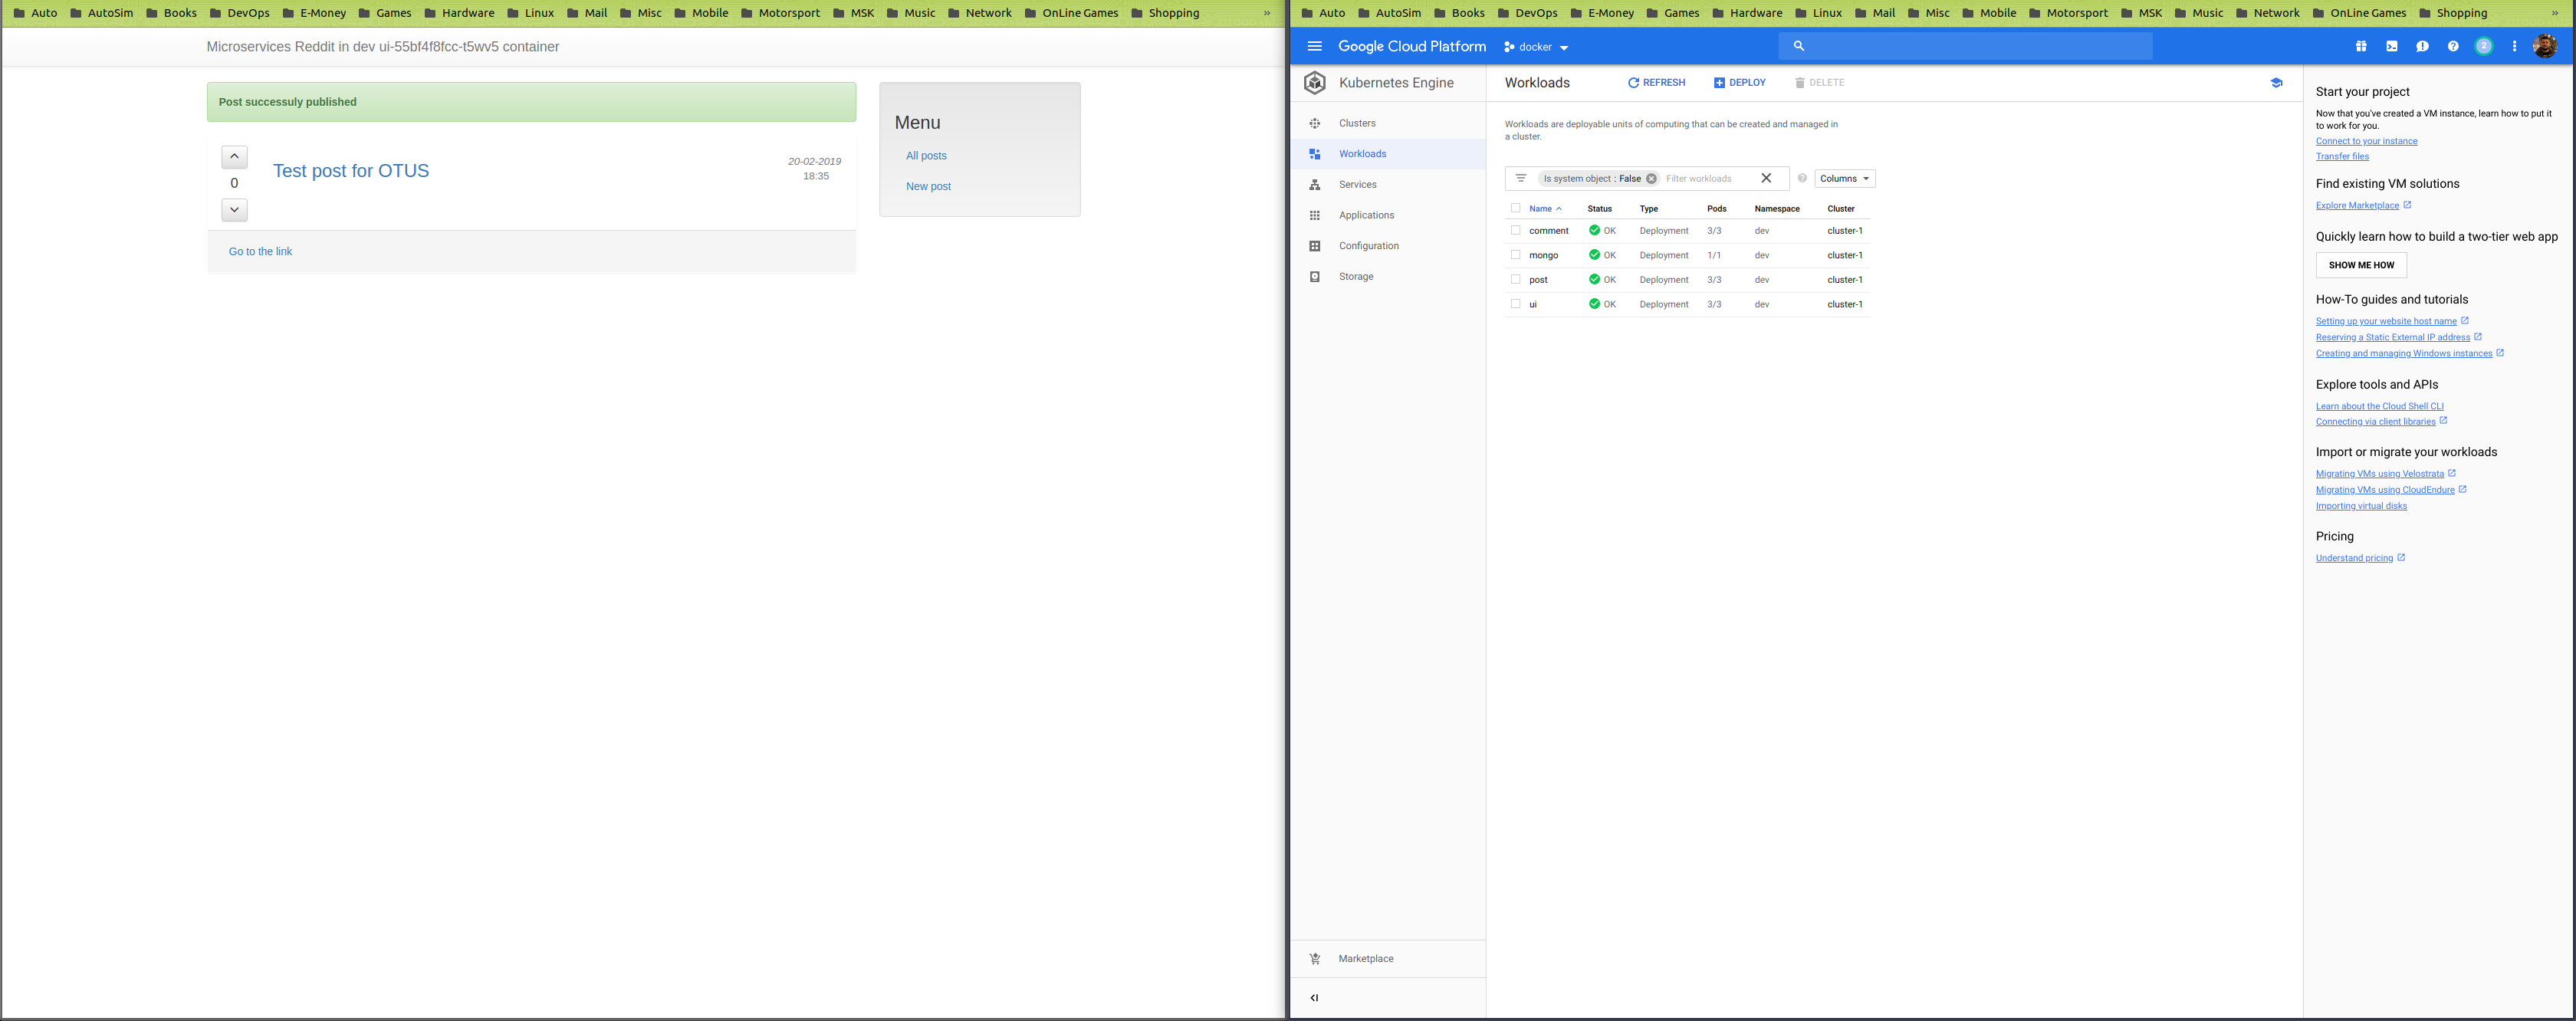 Auto AutoSim Books DevOps E-Money Games Hardware Linux Mail Misc Mobile Motorsport MSK Music Network OnLine Games Shopping »
Microservices Reddit in dev ui-55bf4f8fcc-t5wv5 container
Post successuly published
0
Test post for OTUS
20-02-2019
18:35
Go to the link
Menu
All posts
New post
Auto AutoSim Books DevOps E-Money Games Hardware Linux Mail Misc Mobile Motorsport MSK Music Network OnLine Games Shopping »
Google Cloud Platform docker 2
Kubernetes Engine
Clusters
Workloads
Services
Applications
Configuration
Storage
Marketplace
Workloads REFRESH DEPLOY DELETE
Workloads are deployable units of computing that can be created and managed in
a cluster.
Is system object : False Filter workloads Columns
Name Status Type Pods Namespace Cluster
comment OK Deployment 3/3 dev cluster-1
mongo OK Deployment 1/1 dev cluster-1
post OK Deployment 3/3 dev cluster-1
ui OK Deployment 3/3 dev cluster-1
Start your project
Now that you've created a VM instance, learn how to put it
to work for you.
Connect to your instance
Transfer files
Find existing VM solutions
Explore Marketplace
Quickly learn how to build a two-tier web app
SHOW ME HOW
How-To guides and tutorials
Setting up your website host name
Reserving a Static External IP address
Creating and managing Windows instances
Explore tools and APIs
Learn about the Cloud Shell CLI
Connecting via client libraries
Import or migrate your workloads
Migrating VMs using Velostrata
Migrating VMs using CloudEndure
Importing virtual disks
Pricing
Understand pricing